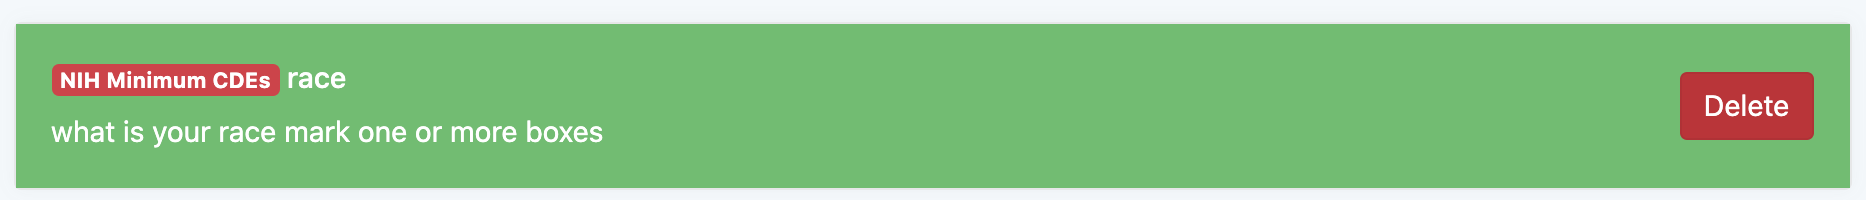 NIH Minimum CDEs race
what is your race mark one or more boxes
Delete